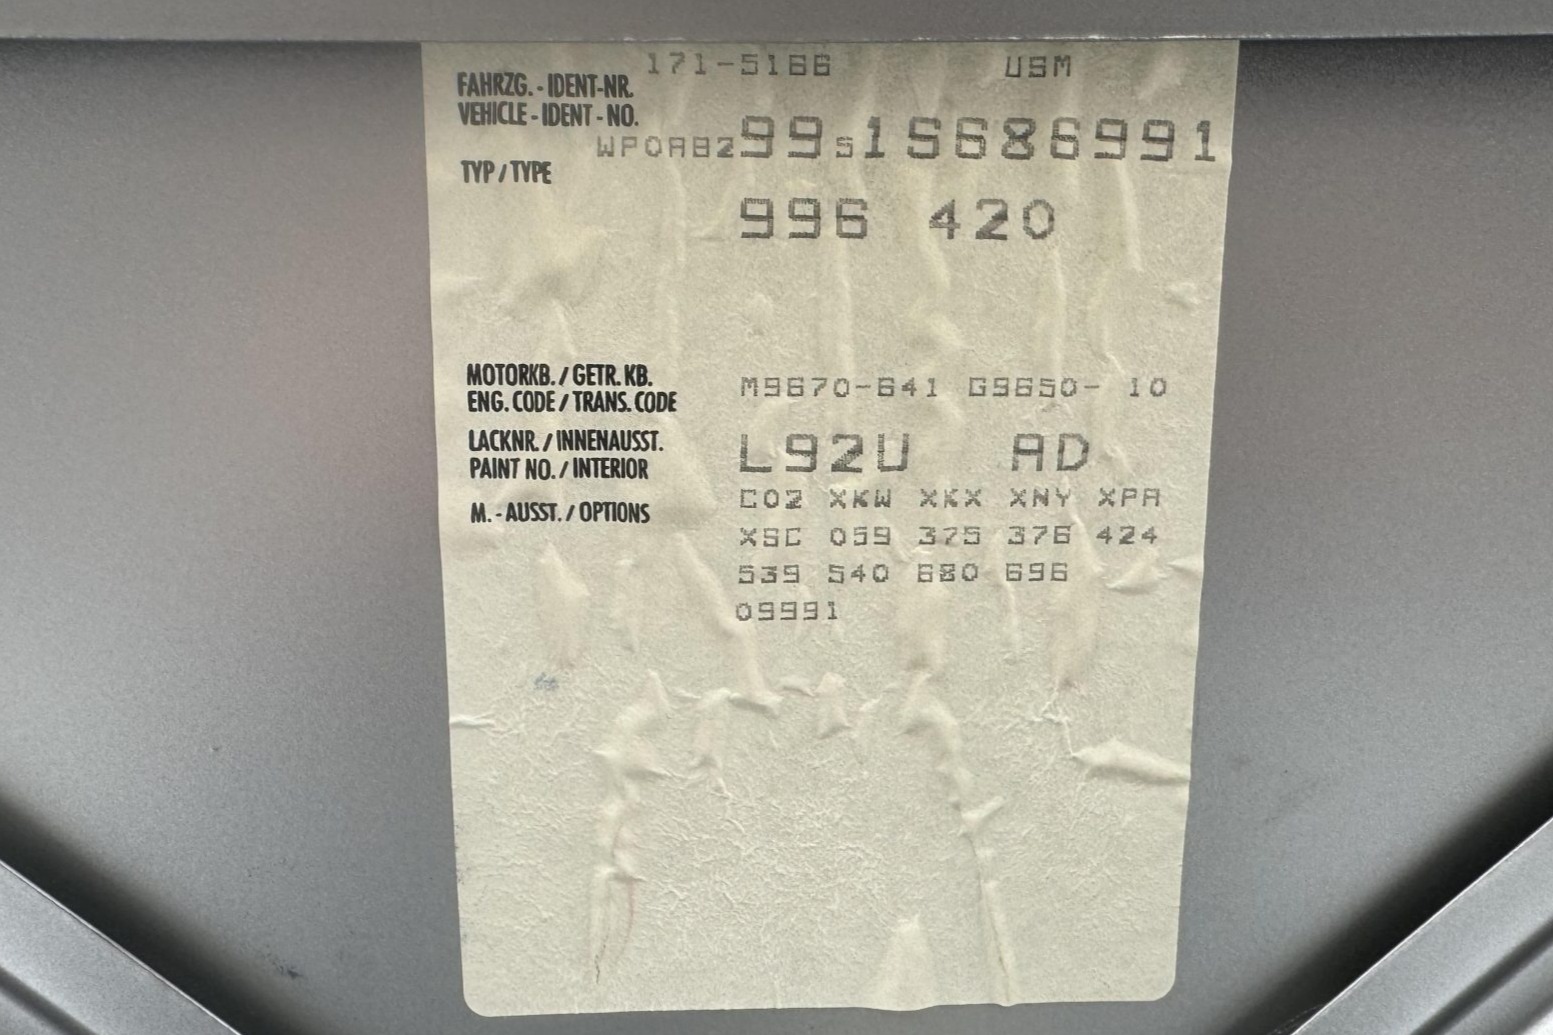 171-5166 USM
FAHRZG.-IDENT-NR.
VEHICLE-IDENT-NO.
WP0AB29951S686991
TYP/TYPE
996 420
MOTORKB./GETR.KB.
ENG.CODE/TRANS.CODE
M9670-641 G9650- 10
LACKNR./INNENAUSST.
PAINT NO./INTERIOR
L92U AD
M.-AUSST./OPTIONS
C02 XKW XKX XNY XPA
XSC 059 375 376 424
539 540 680 696
09991